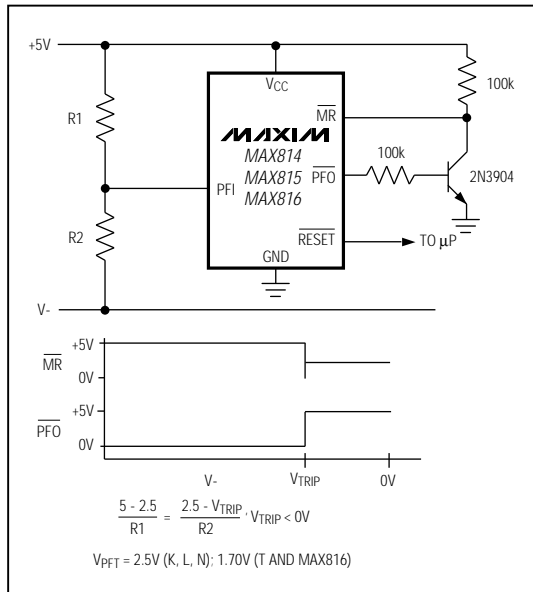 +5V
VCC
100k
R1
MR
MAXIM
MAX814
MAX815
MAX816
PFO
100k
2N3904
PFI
R2
RESET
TO µP
GND
V-
+5V
MR
0V
+5V
PFO
0V
V-
VTRIP
0V
5 - 2.5
R1
=
2.5 - VTRIP
R2
, VTRIP < 0V
VPFT = 2.5V (K, L, N); 1.70V (T AND MAX816)